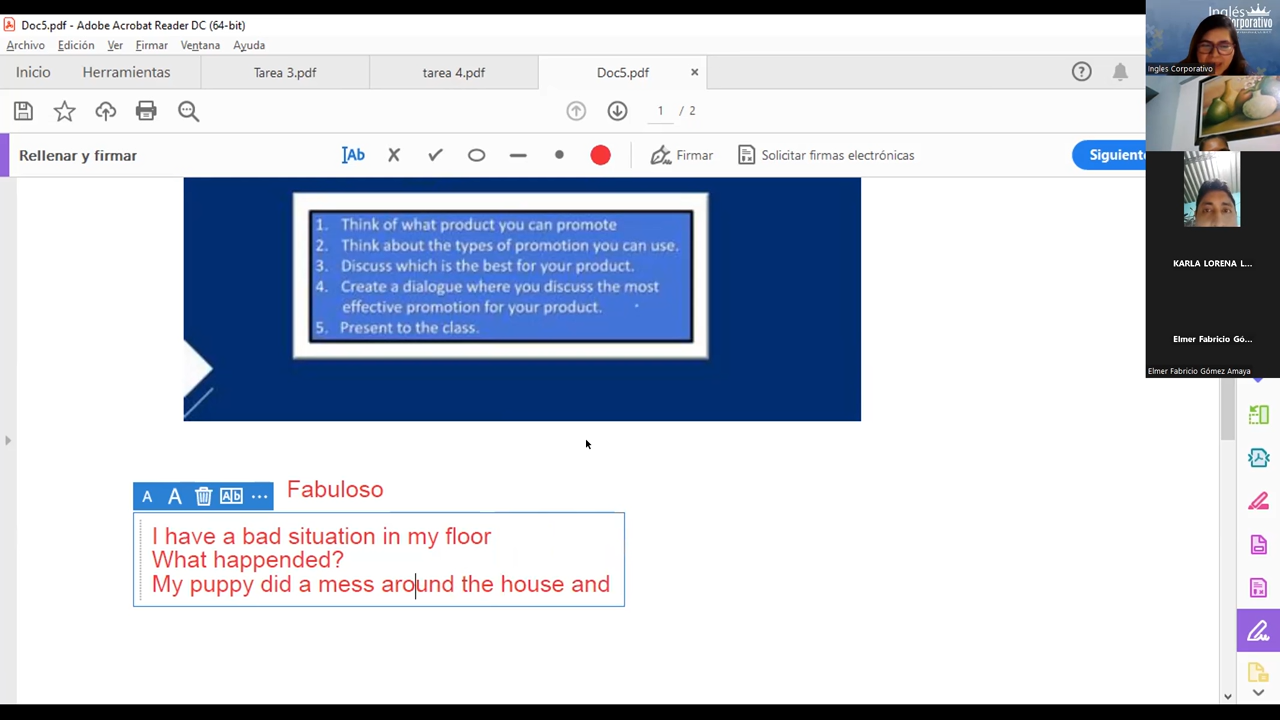 Doc5.pdf - Adobe Acrobat Reader DC (64-bit)
Archivo Edición Ver Firmar Ventana Ayuda
Inicio Herramientas Tarea 3.pdf tarea 4.pdf Doc5.pdf ×
1 / 2
Rellenar y firmar
Ab
Firmar
Solicitar firmas electrónicas
Siguiente
1. Think of what product you can promote
2. Think about the types of promotion you can use.
3. Discuss which is the best for your product.
4. Create a dialogue where you discuss the most
effective promotion for your product.
5. Present to the class.
A A Ab ...
Fabuloso
I have a bad situation in my floor
What happended?
My puppy did a mess around the house and
Inglés
Corporativo
Ingles Corporativo
KARLA LORENA L...
Elmer Fabricio Gó...
Elmer Fabricio Gómez Amaya